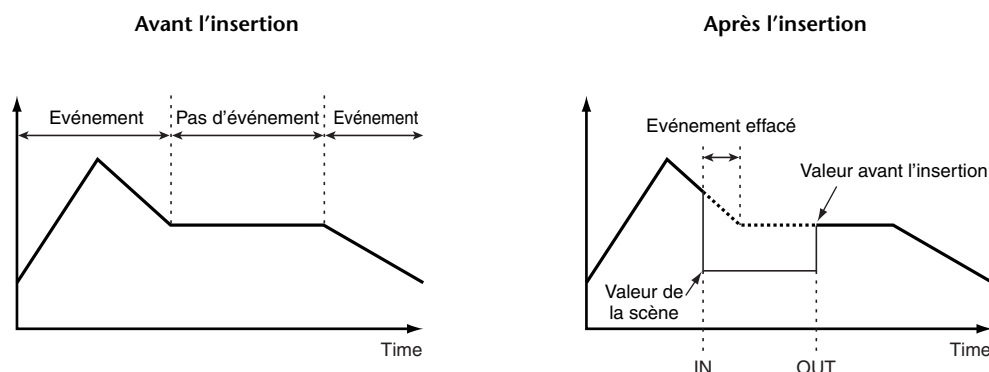 Avant l'insertion
Après l'insertion
Evénement
Pas d'événement
Evénement
Time
Evénement effacé
Valeur avant l'insertion
Valeur de
la scène
Time
IN
OUT